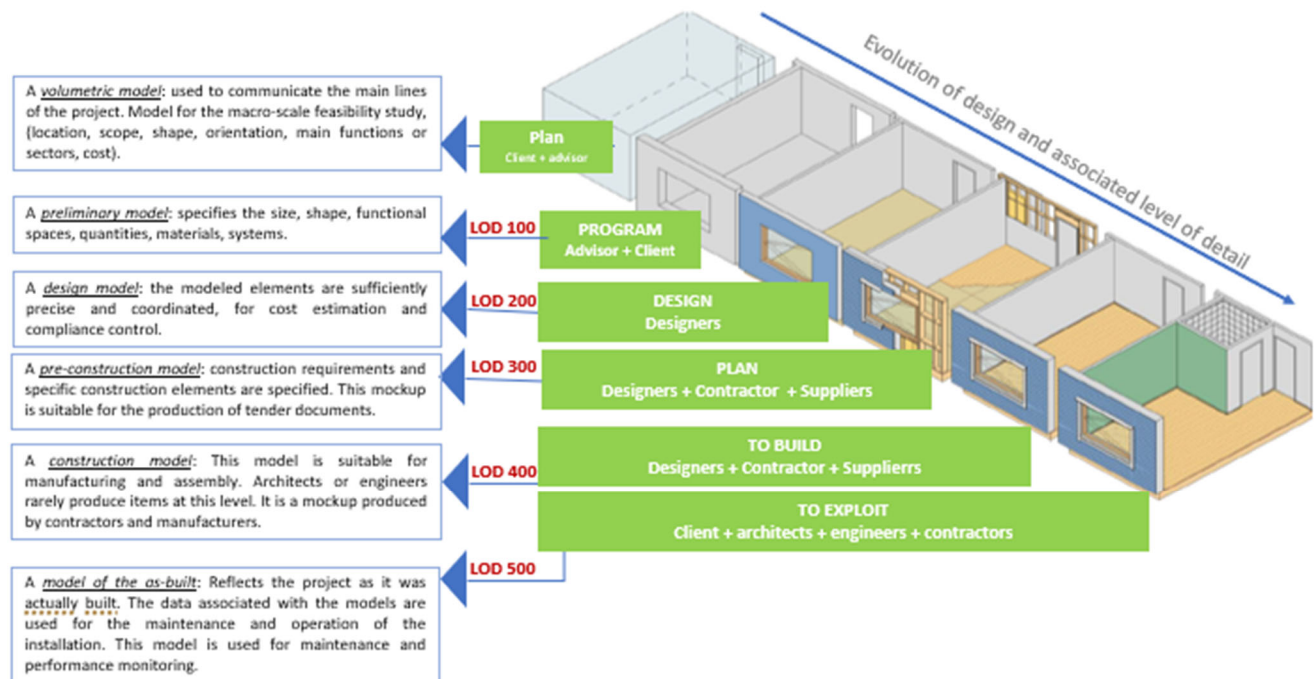 A volumetric model: used to communicate the main lines
of the project. Model for the macro-scale feasibility study,
(location, scope, shape, orientation, main functions or
sectors, cost).
Plan
Client + advisor
Evolution of design and associated level of detail
A preliminary model: specifies the size, shape, functional
spaces, quantities, materials, systems.
LOD 100
PROGRAM
Advisor + Client
A design model: the modeled elements are sufficiently
precise and coordinated, for cost estimation and
compliance control.
LOD 200
DESIGN
Designers
A pre-construction model: construction requirements and
specific construction elements are specified. This mockup
is suitable for the production of tender documents.
LOD 300
PLAN
Designers + Contractor + Suppliers
A construction model: This model is suitable for
manufacturing and assembly. Architects or engineers
rarely produce items at this level. It is a mockup produced
by contractors and manufacturers.
LOD 400
TO BUILD
Designers + Contractor + Supplierrs
TO EXPLOIT
Client + architects + engineers + contractors
LOD 500
A model of the as-built: Reflects the project as it was
actually built. The data associated with the models are
used for the maintenance and operation of the
installation. This model is used for maintenance and
performance monitoring.